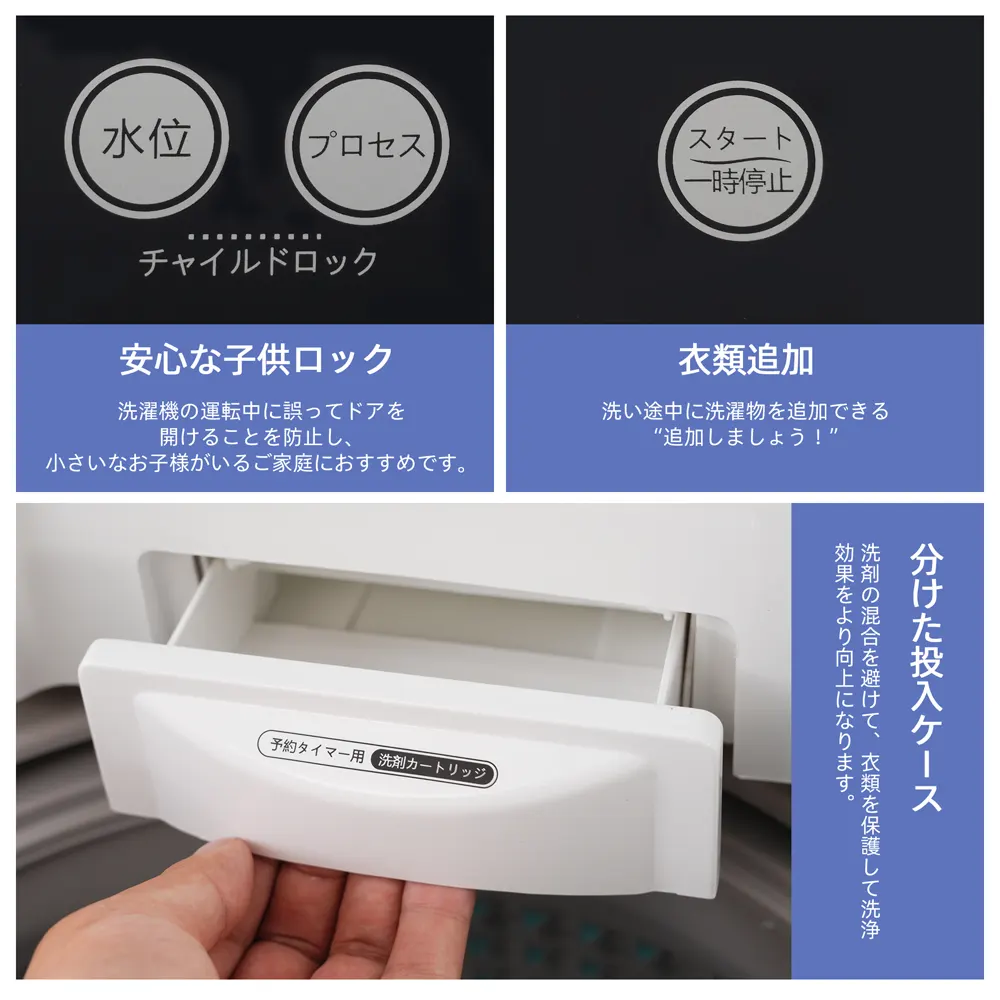 水位
プロセス
チャイルドロック
安心な子供ロック
洗濯機の運転中に誤ってドアを
開けることを防止し、
小さいなお子様がいるご家庭におすすめです。
スタート
一時停止
衣類追加
洗い途中に洗濯物を追加できる
“追加しましょう！”
予約タイマー用 洗剤カートリッジ
分けた投入ケース
洗剤の混合を避けて、衣類を保護して洗浄
効果をより向上になります。